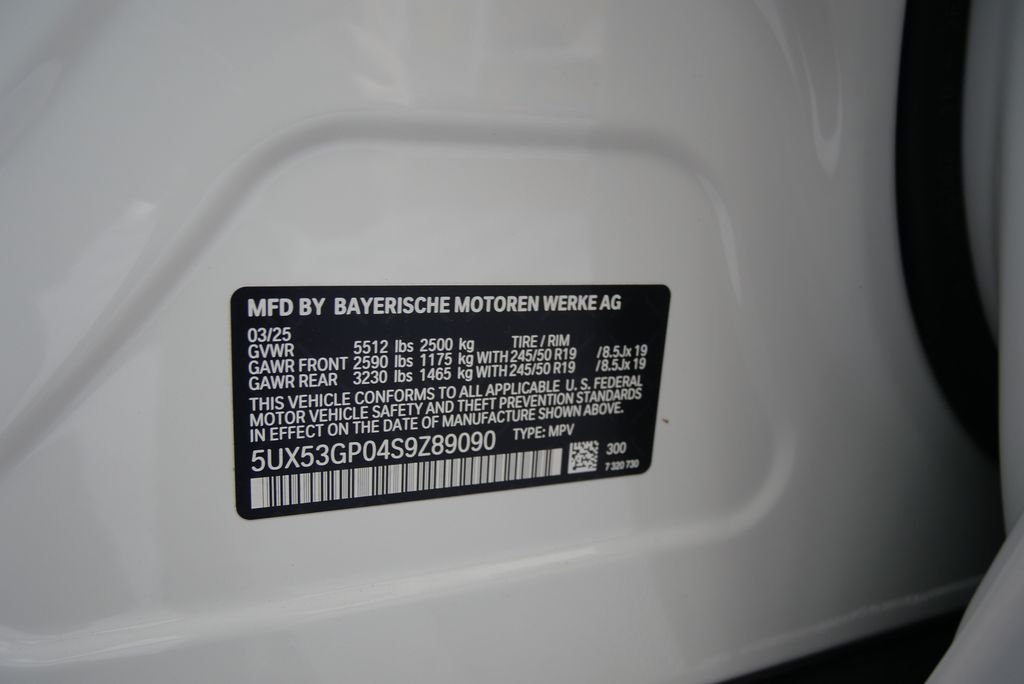 MFD BY BAYERISCHE MOTOREN WERKE AG
03/25
TIRE / RIM
GVWR 5512 lbs 2500 kg
GAWR FRONT 2590 lbs 1175 kg WITH 245/50 R19 /8.5Jx 19
GAWR REAR 3230 lbs 1465 kg WITH 245/50 R19 /8.5Jx 19
THIS VEHICLE CONFORMS TO ALL APPLICABLE U. S. FEDERAL
MOTOR VEHICLE SAFETY AND THEFT PREVENTION STANDARDS
IN EFFECT ON THE DATE OF MANUFACTURE SHOWN ABOVE.
5UX53GP04S9Z89090 TYPE: MPV
300
7 320 730